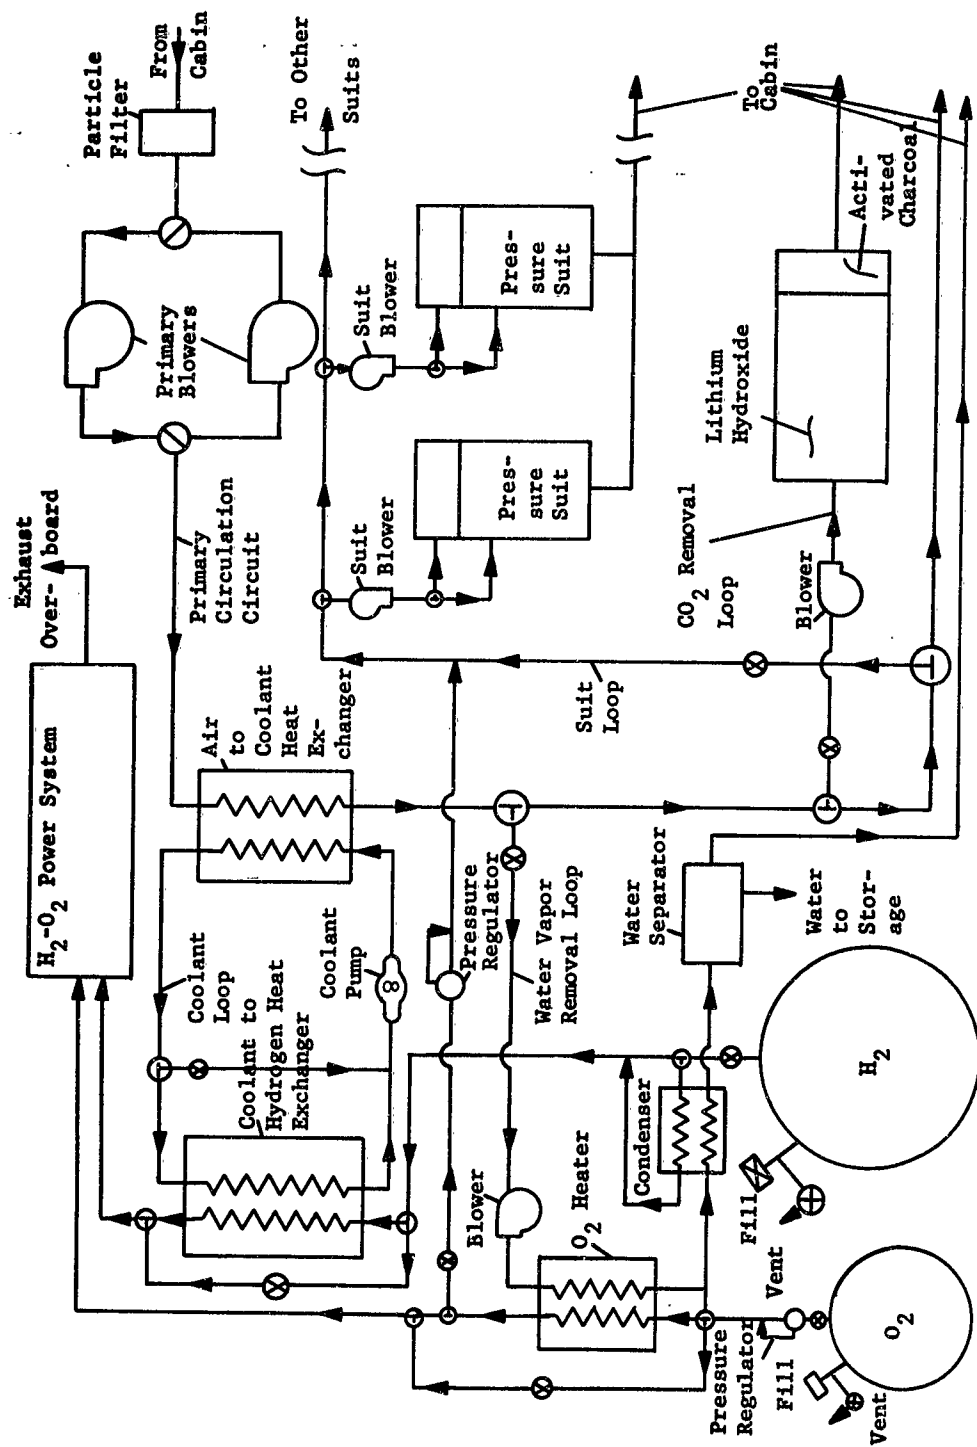 Particle
Filter
From
Cabin
To Other
Suits
Primary
Blowers
Suit
Blower
Pres-
sure
Suit
To
Cabin
Acti-
vated
Charcoal
Lithium
Hydroxide
Exhaust
Over-
board
Primary
Circulation
Circuit
Suit
Blower
Pres-
sure
Suit
CO2 Removal
Loop
Blower
H2-O2 Power System
Air
to
Coolant
Heat
Ex-
changer
Suit
Loop
Coolant
Loop
Coolant to
Hydrogen Heat
Exchanger
Coolant
Pump
8
Pressure
Regulator
Water Vapor
Removal Loop
Water
Separator
Water
to
Stor-
age
Blower
O2 Heater
Condenser
H2
Fill
Vent
Pressure
Regulator
Fill
Vent
O2